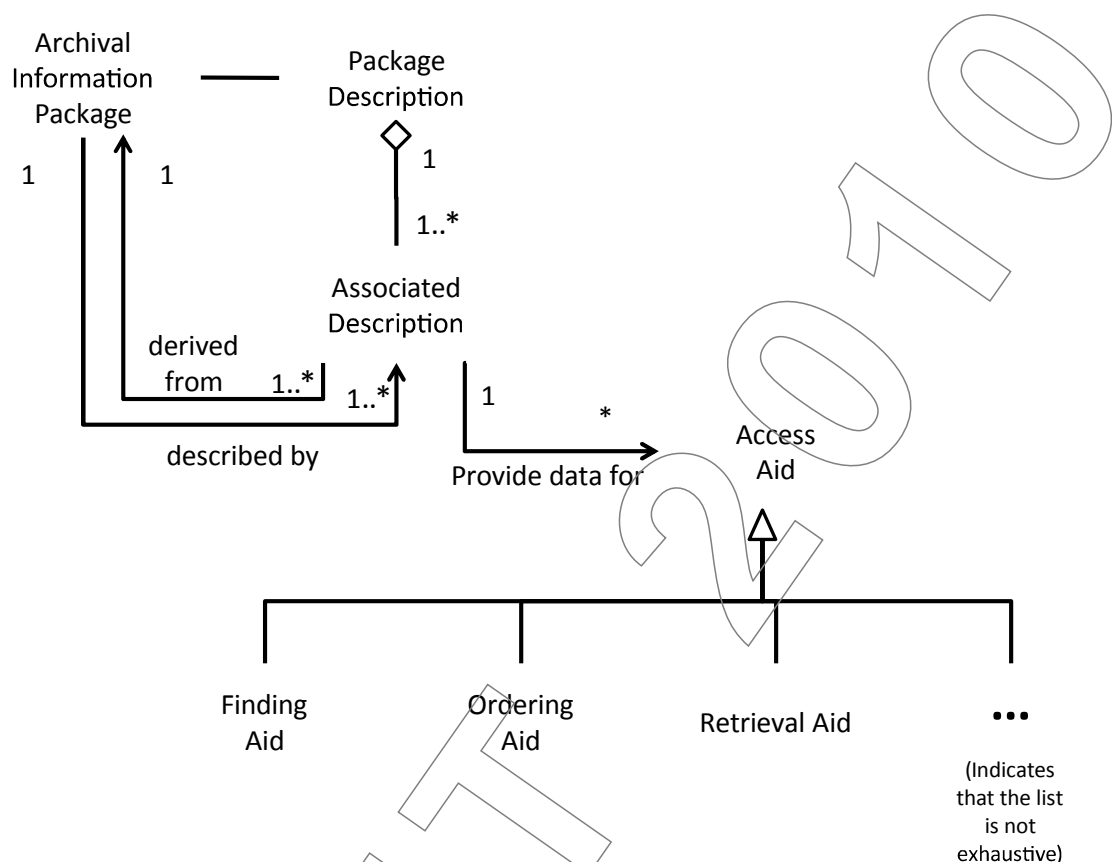 Archival
Information
Package
Package
Description
1
1
1
1..*
Associated
Description
derived
from
1..*
1..*
described by
1
*
Provide data for
Access
Aid
Finding
Aid
Ordering
Aid
Retrieval Aid
...
(Indicates
that the list
is not
exhaustive)
T 2010